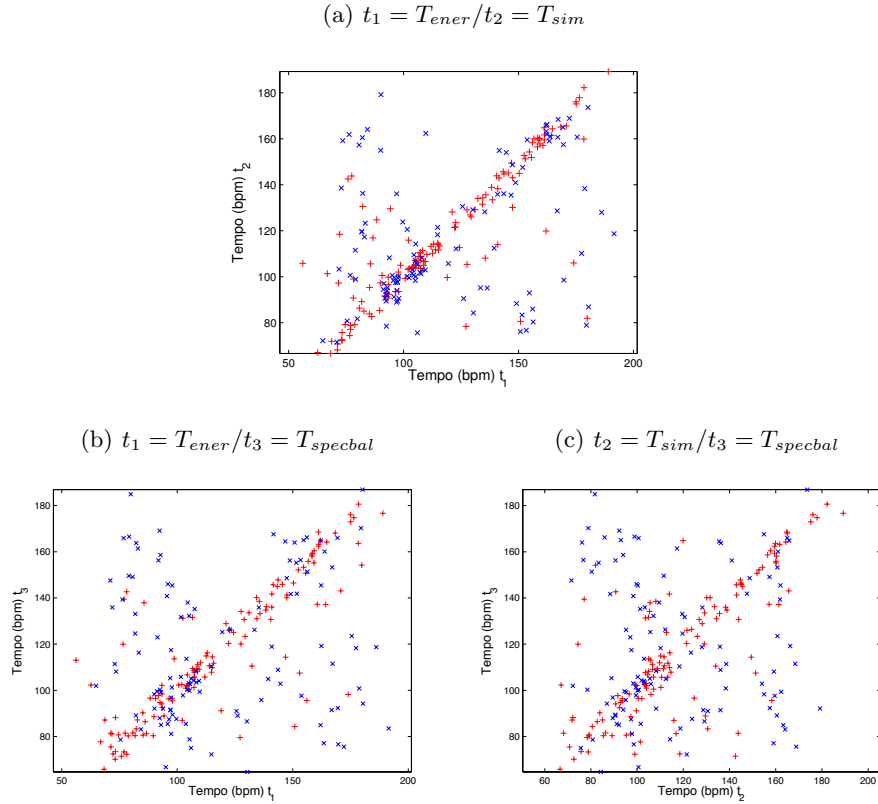 (a) t₁ = T_ener/t₂ = T_sim
180
160
140
120
100
80
Tempo (bpm) t₂
50 100 150 200
Tempo (bpm) t₁
(b) t₁ = T_ener/t₃ = T_specbal
180
160
140
120
100
80
Tempo (bpm) t₃
50 100 150 200
Tempo (bpm) t₁
(c) t₂ = T_sim/t₃ = T_specbal
180
160
140
120
100
80
Tempo (bpm) t₃
60 80 100 120 140 160 180 200
Tempo (bpm) t₂